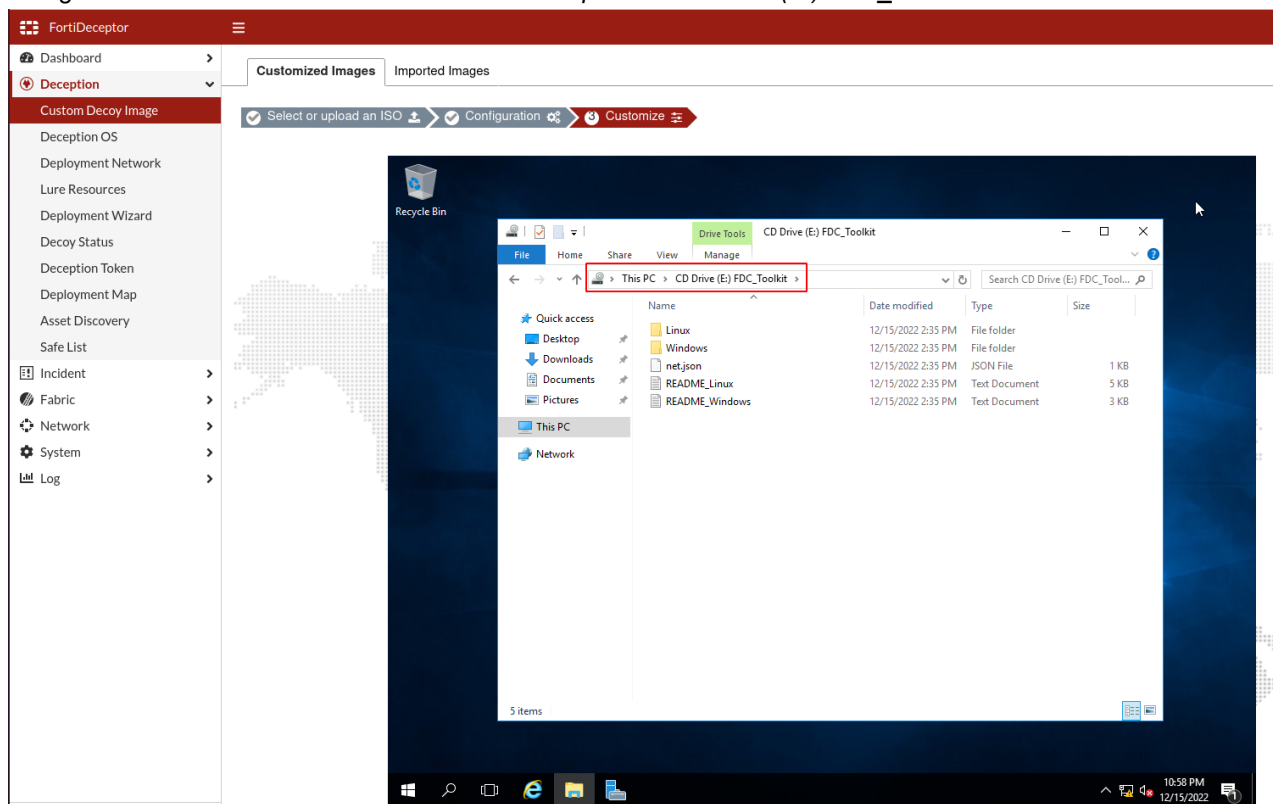 FortiDeceptor
Dashboard
Deception
Custom Decoy Image
Deception OS
Deployment Network
Lure Resources
Deployment Wizard
Decoy Status
Deception Token
Deployment Map
Asset Discovery
Safe List
Incident
Fabric
Network
System
Log
Customized Images Imported Images
Select or upload an ISO Configuration 3 Customize
Recycle Bin
Drive Tools CD Drive (E:) FDC_Toolkit
File Home Share View Manage
This PC > CD Drive (E:) FDC_Toolkit > Search CD Drive (E:) FDC_Tool...
Name Date modified Type Size
Quick access
Desktop
Downloads
Documents
Pictures
This PC
Network
Linux 12/15/2022 2:35 PM File folder
Windows 12/15/2022 2:35 PM File folder
net.json 12/15/2022 2:35 PM JSON File 1 KB
README_Linux 12/15/2022 2:35 PM Text Document 5 KB
README_Windows 12/15/2022 2:35 PM Text Document 3 KB
5 items
10:58 PM
12/15/2022
1